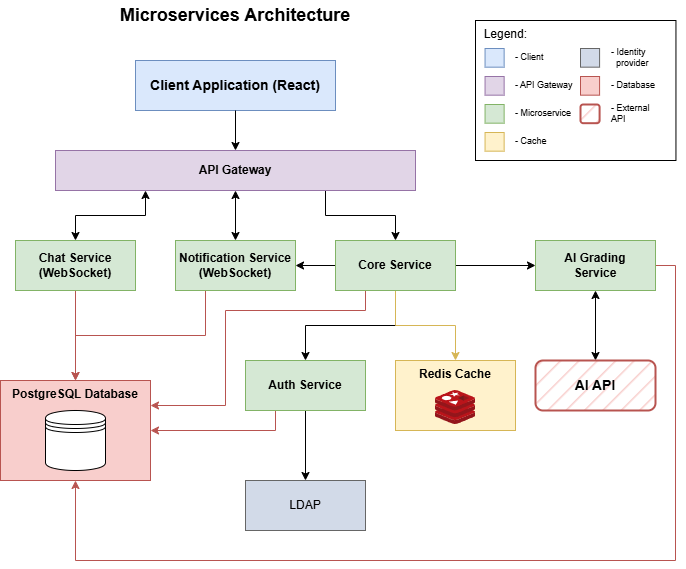 Microservices Architecture
Legend:
- Client
- Identity
provider
- API Gateway
- Database
- Microservice
- External
API
- Cache
Client Application (React)
API Gateway
Chat Service
(WebSocket)
Notification Service
(WebSocket)
Core Service
AI Grading
Service
PostgreSQL Database
Auth Service
Redis Cache
AI API
LDAP